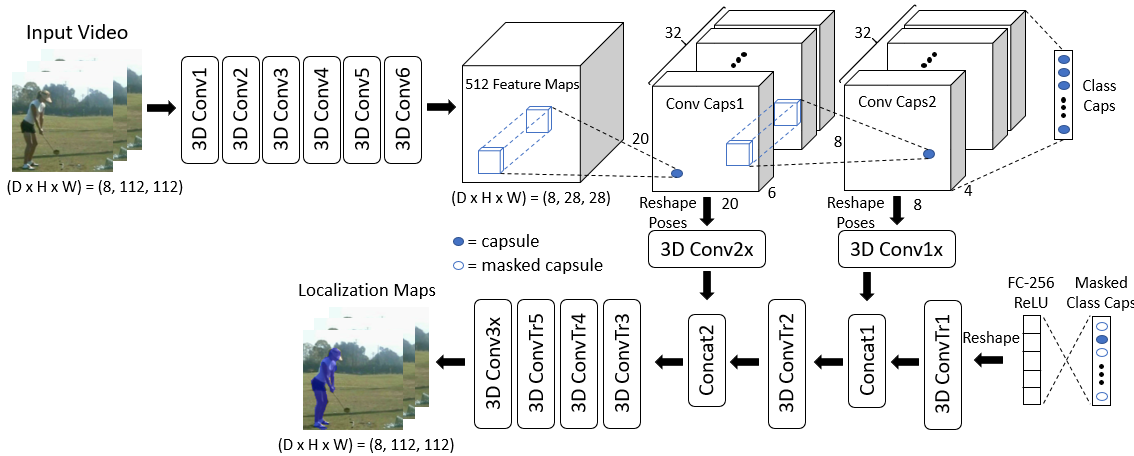 Input Video
(D x H x W) = (8, 112, 112)
3D Conv1
3D Conv2
3D Conv3
3D Conv4
3D Conv5
3D Conv6
512 Feature Maps
(D x H x W) = (8, 28, 28)
32
Conv Caps1
20
20
6
32
Conv Caps2
8
8
4
Class
Caps
Reshape
Poses
Reshape
Poses
= capsule
= masked capsule
3D Conv2x
3D Conv1x
Localization Maps
(D x H x W) = (8, 112, 112)
3D Conv3x
3D ConvTr5
3D ConvTr4
3D ConvTr3
Concat2
3D ConvTr2
Concat1
3D ConvTr1
Reshape
FC-256
ReLU
Masked
Class Caps